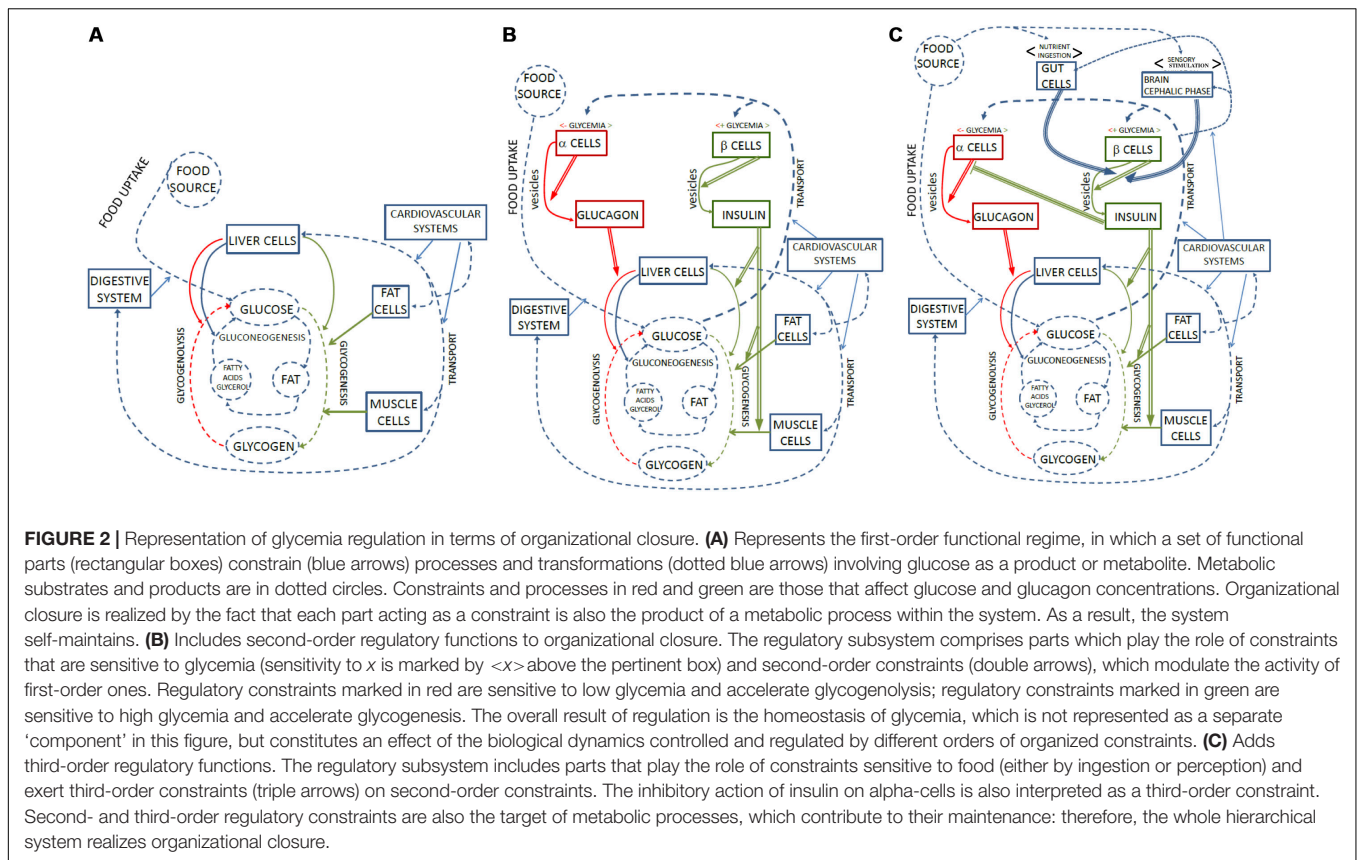 A
FOOD
SOURCE
FOOD UPTAKE
LIVER CELLS
CARDIOVASCULAR
SYSTEMS
DIGESTIVE
SYSTEM
FAT
CELLS
GLUCOSE
GLUCONEOGENESIS
GLYCOGENOLYSIS
GLYCOGENESIS
TRANSPORT
FATTY
ACIDS
GLYCEROL
FAT
MUSCLE
CELLS
GLYCOGEN
B
FOOD
SOURCE
<- GLYCEMIA >
α CELLS
<+ GLYCEMIA >
β CELLS
FOOD UPTAKE
vesicles
vesicles
TRANSPORT
GLUCAGON
INSULIN
CARDIOVASCULAR
SYSTEMS
LIVER CELLS
DIGESTIVE
SYSTEM
FAT
CELLS
GLUCOSE
GLUCONEOGENESIS
GLYCOGENOLYSIS
GLYCOGENESIS
TRANSPORT
FATTY
ACIDS
GLYCEROL
FAT
MUSCLE
CELLS
GLYCOGEN
C
FOOD
SOURCE
< NUTRIENT >
INGESTION
GUT
CELLS
< SENSORY >
STIMULATION
BRAIN
CEPHALIC PHASE
<- GLYCEMIA >
α CELLS
<+ GLYCEMIA >
β CELLS
FOOD UPTAKE
vesicles
vesicles
TRANSPORT
GLUCAGON
INSULIN
CARDIOVASCULAR
SYSTEMS
LIVER CELLS
DIGESTIVE
SYSTEM
FAT
CELLS
GLUCOSE
GLUCONEOGENESIS
GLYCOGENOLYSIS
GLYCOGENESIS
TRANSPORT
FATTY
ACIDS
GLYCEROL
FAT
MUSCLE
CELLS
GLYCOGEN
FIGURE 2 | Representation of glycemia regulation in terms of organizational closure. (A) Represents the first-order functional regime, in which a set of functional
parts (rectangular boxes) constrain (blue arrows) processes and transformations (dotted blue arrows) involving glucose as a product or metabolite. Metabolic
substrates and products are in dotted circles. Constraints and processes in red and green are those that affect glucose and glucagon concentrations. Organizational
closure is realized by the fact that each part acting as a constraint is also the product of a metabolic process within the system. As a result, the system
self-maintains. (B) Includes second-order regulatory functions to organizational closure. The regulatory subsystem comprises parts which play the role of constraints
that are sensitive to glycemia (sensitivity to x is marked by <x>above the pertinent box) and second-order constraints (double arrows), which modulate the activity of
first-order ones. Regulatory constraints marked in red are sensitive to low glycemia and accelerate glycogenolysis; regulatory constraints marked in green are
sensitive to high glycemia and accelerate glycogenesis. The overall result of regulation is the homeostasis of glycemia, which is not represented as a separate
‘component’ in this figure, but constitutes an effect of the biological dynamics controlled and regulated by different orders of organized constraints. (C) Adds
third-order regulatory functions. The regulatory subsystem includes parts that play the role of constraints sensitive to food (either by ingestion or perception) and
exert third-order constraints (triple arrows) on second-order constraints. The inhibitory action of insulin on alpha-cells is also interpreted as a third-order constraint.
Second- and third-order regulatory constraints are also the target of metabolic processes, which contribute to their maintenance: therefore, the whole hierarchical
system realizes organizational closure.